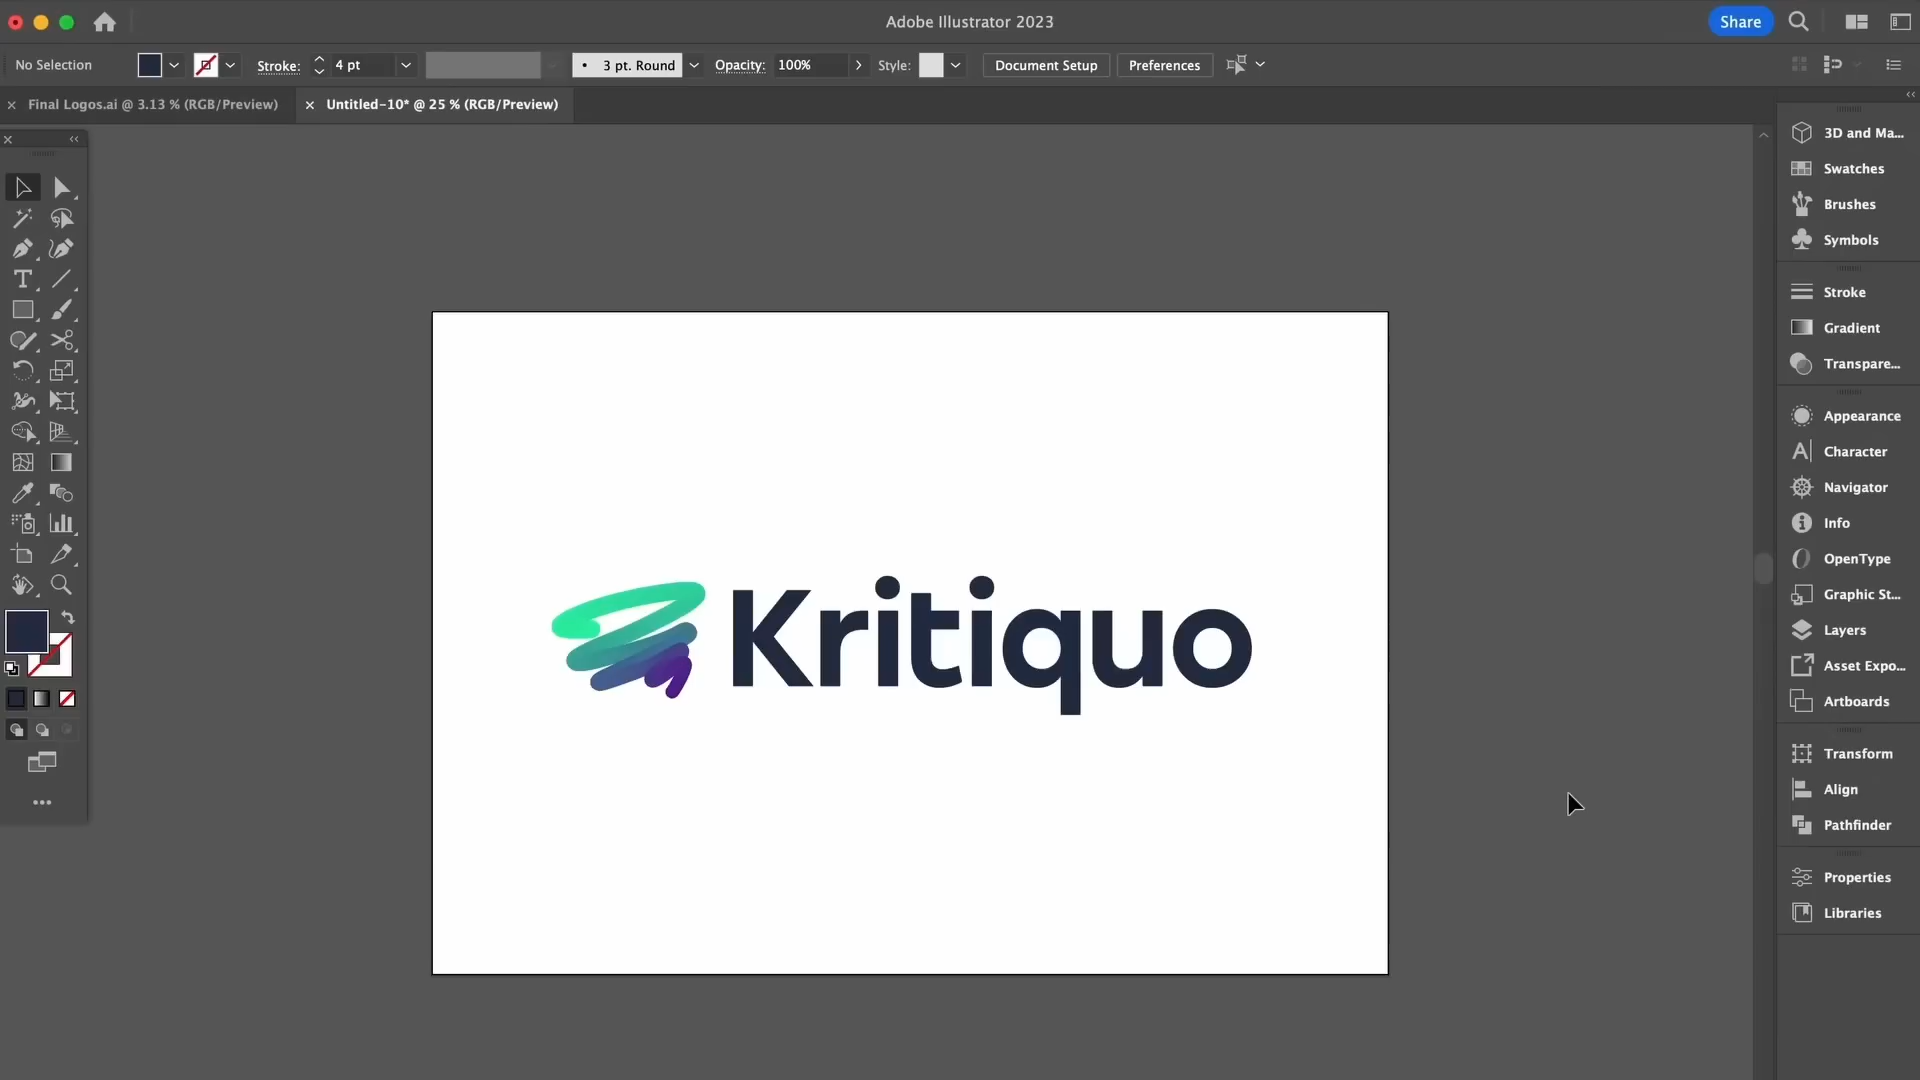 Adobe Illustrator 2023
Share
No Selection
Stroke:
4 pt
3 pt. Round
Opacity:
100%
Style:
Document Setup
Preferences
Final Logos.ai @ 3.13 % (RGB/Preview)
Untitled-10* @ 25 % (RGB/Preview)
3D and Ma...
Swatches
Brushes
Symbols
Stroke
Gradient
Transpare...
Appearance
Character
Navigator
Info
OpenType
Graphic St...
Layers
Asset Expo...
Artboards
Transform
Align
Pathfinder
Properties
Libraries
Kritiquo